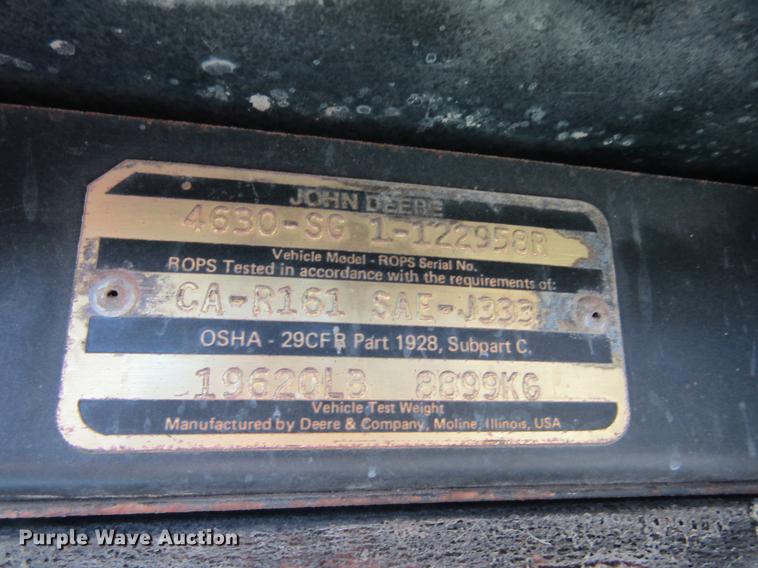 JOHN DEERE
4630-SG 1-122958R
Vehicle Model - ROPS Serial No.
ROPS Tested in accordance with the requirements of:
CA-R161 SAE-J333
OSHA - 29CFR Part 1928, Subpart C.
19620LB 8899KG
Vehicle Test Weight
Manufactured by Deere & Company, Moline, Illinois, USA
Purple Wave Auction